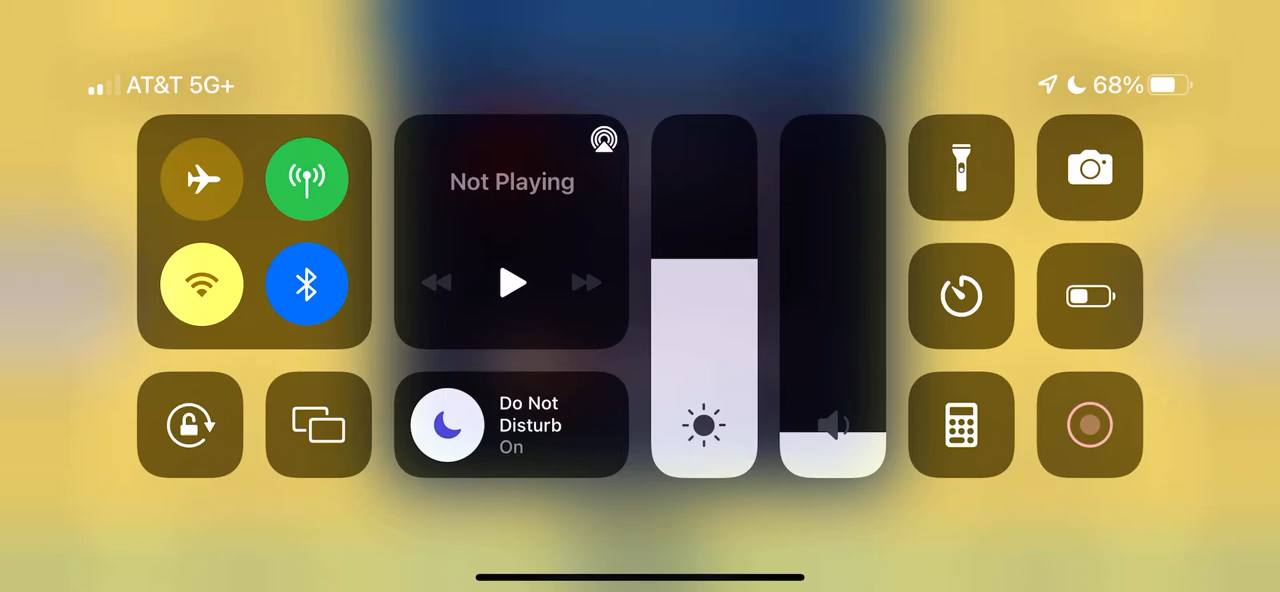 AT&T 5G+
68%
Not Playing
Do Not
Disturb
On